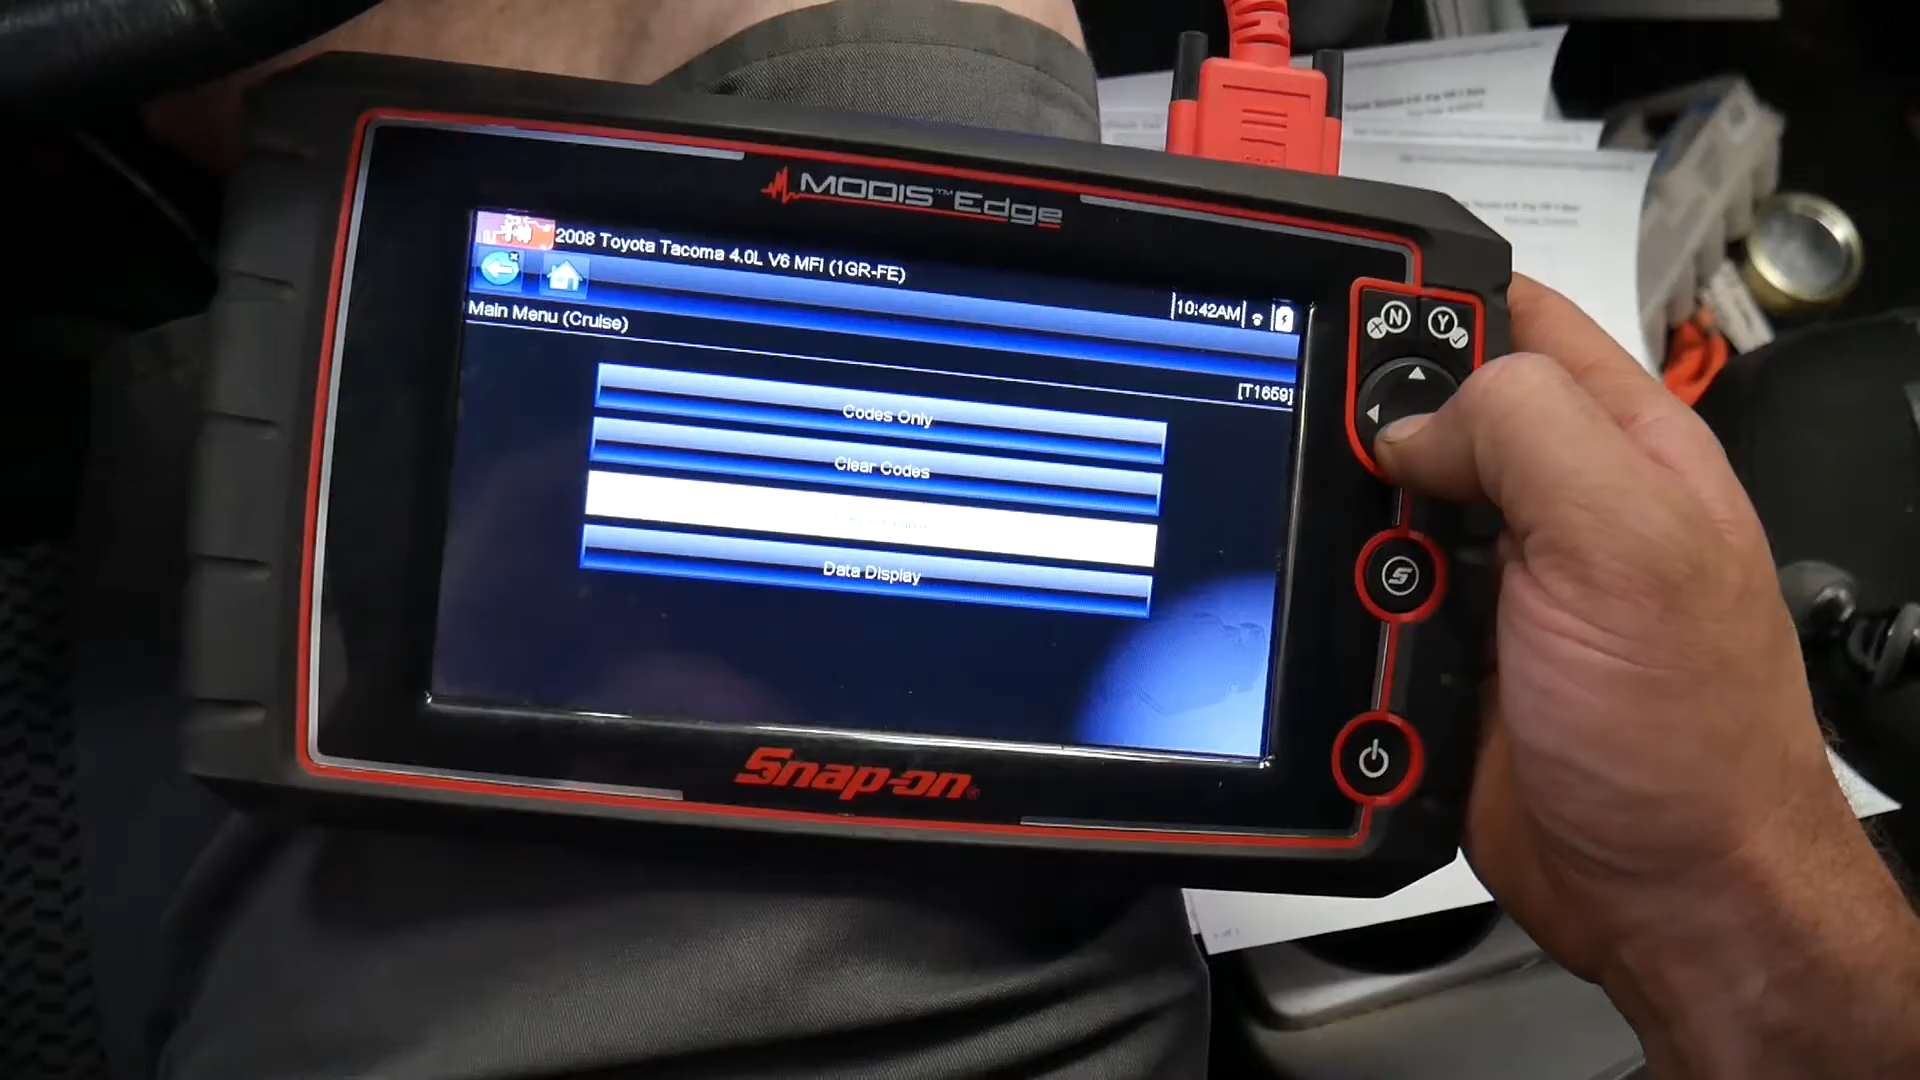 MODIS™ Edge
2008 Toyota Tacoma 4.0L V6 MFI (1GR-FE)
10:42AM
Main Menu (Cruise)
[T1659]
Codes Only
Clear Codes
Data Display
Snap-on®
N
Y
S